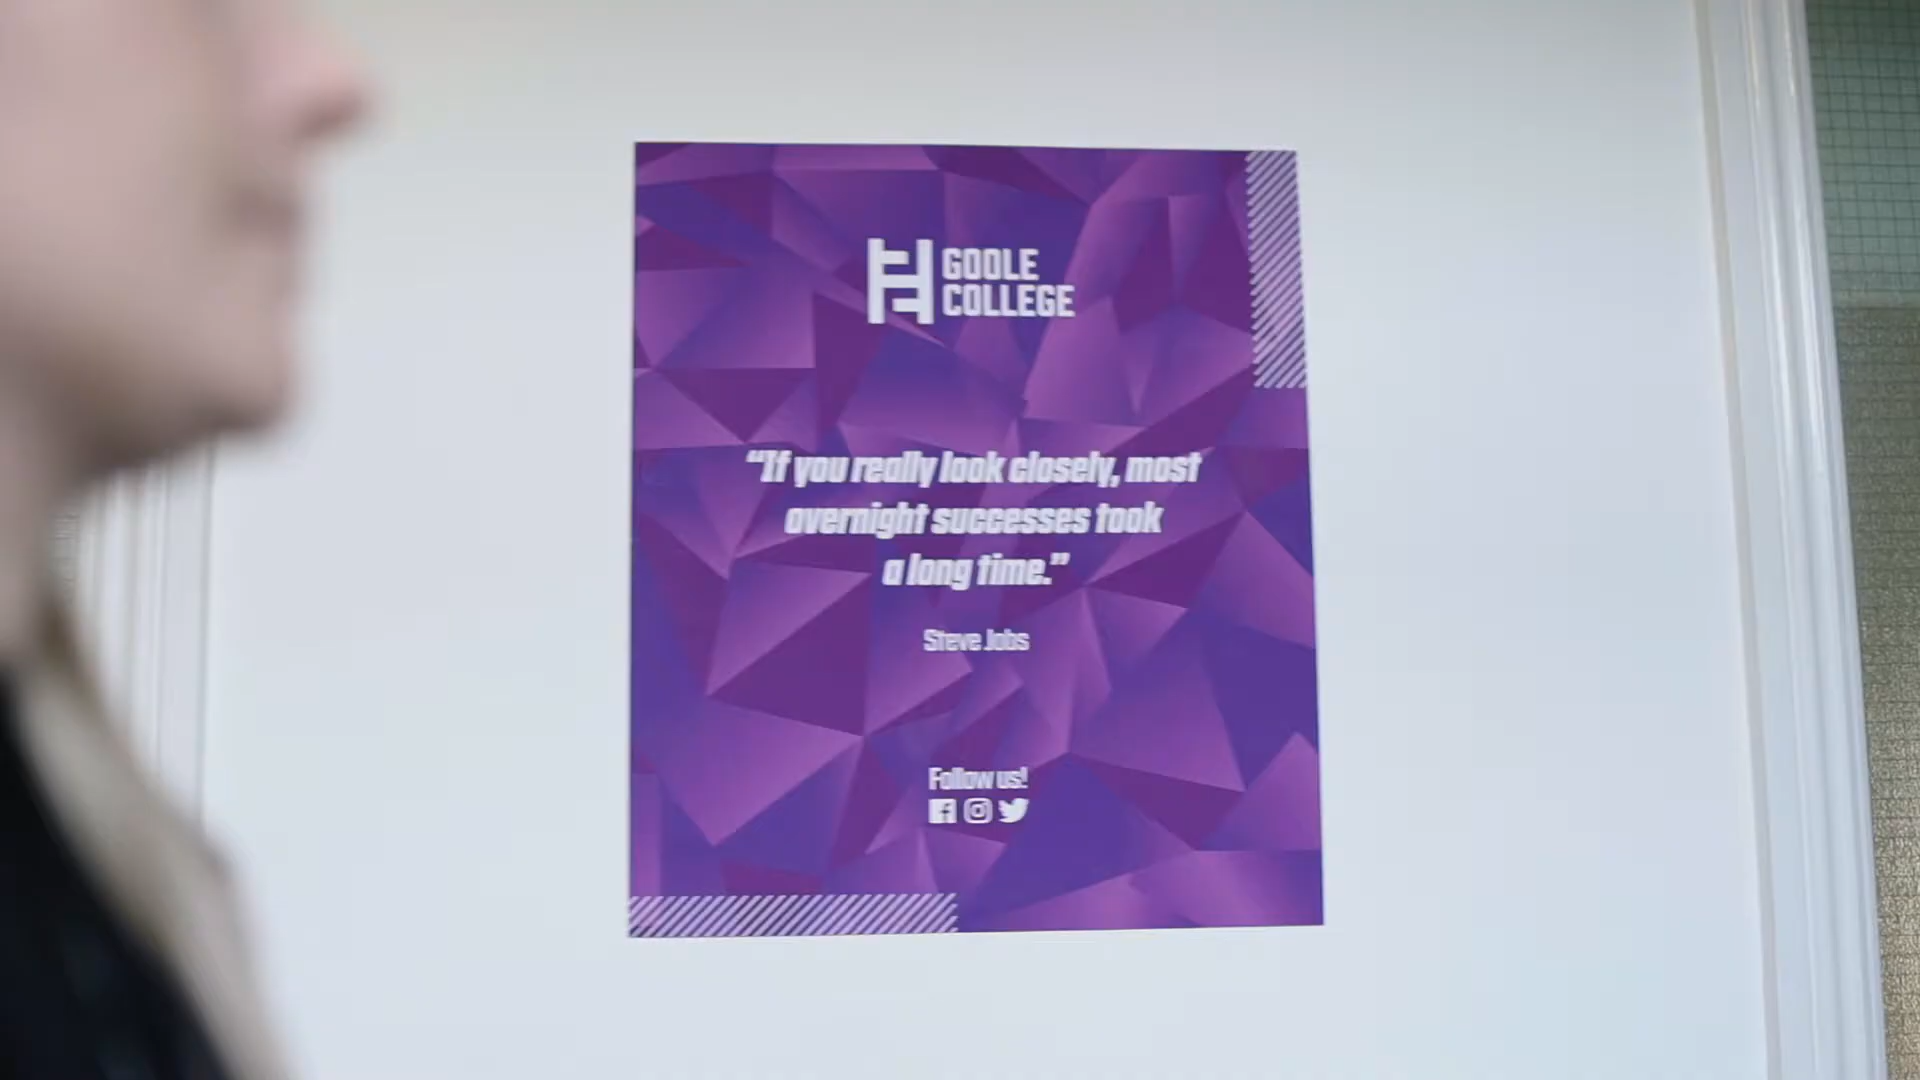 GOOLE
COLLEGE
“If you really look closely, most
overnight successes took
a long time.”
Steve Jobs
Follow us!